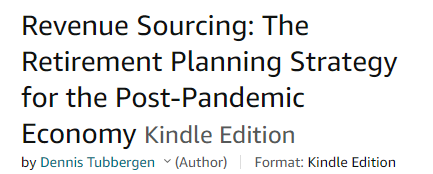 Revenue Sourcing: The
Retirement Planning Strategy
for the Post-Pandemic
Economy Kindle Edition
by Dennis Tubbergen (Author) Format: Kindle Edition